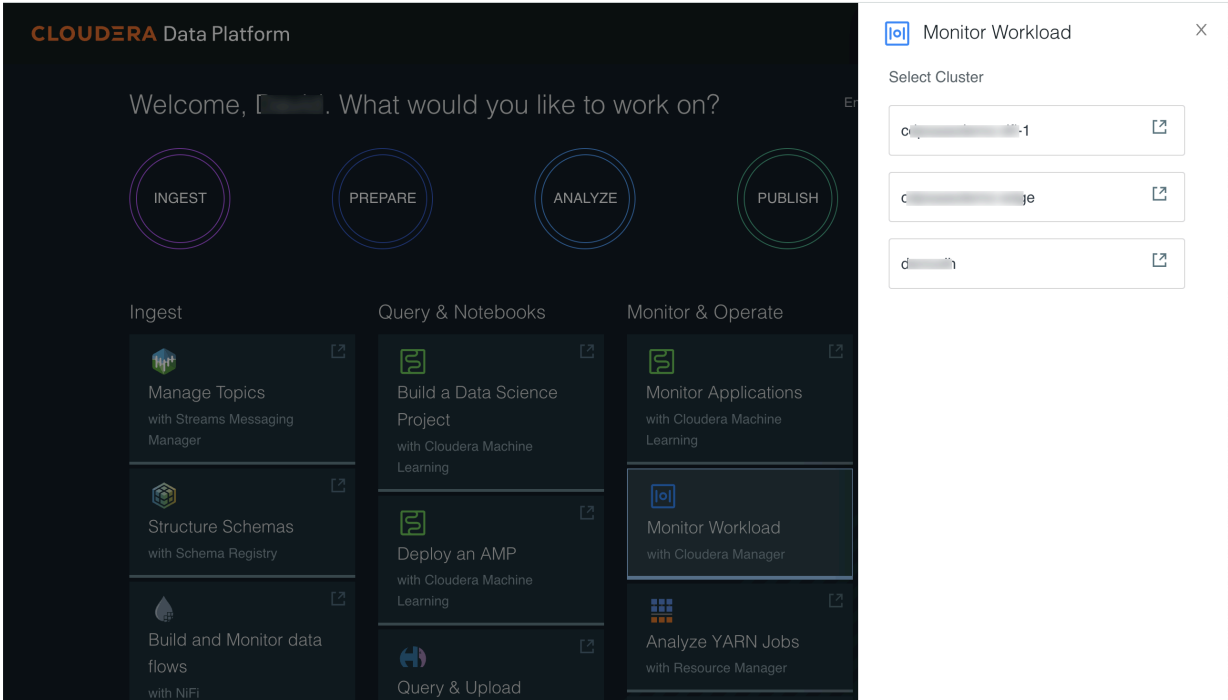 CLOUDERA Data Platform
Welcome, . What would you like to work on?
INGEST
PREPARE
ANALYZE
PUBLISH
Ingest
Manage Topics
with Streams Messaging
Manager
Structure Schemas
with Schema Registry
Build and Monitor data
flows
with NiFi
Query & Notebooks
Build a Data Science
Project
with Cloudera Machine
Learning
Deploy an AMP
with Cloudera Machine
Learning
Query & Upload
Monitor & Operate
Monitor Applications
with Cloudera Machine
Learning
Monitor Workload
with Cloudera Manager
Analyze YARN Jobs
with Resource Manager
Monitor Workload
Select Cluster